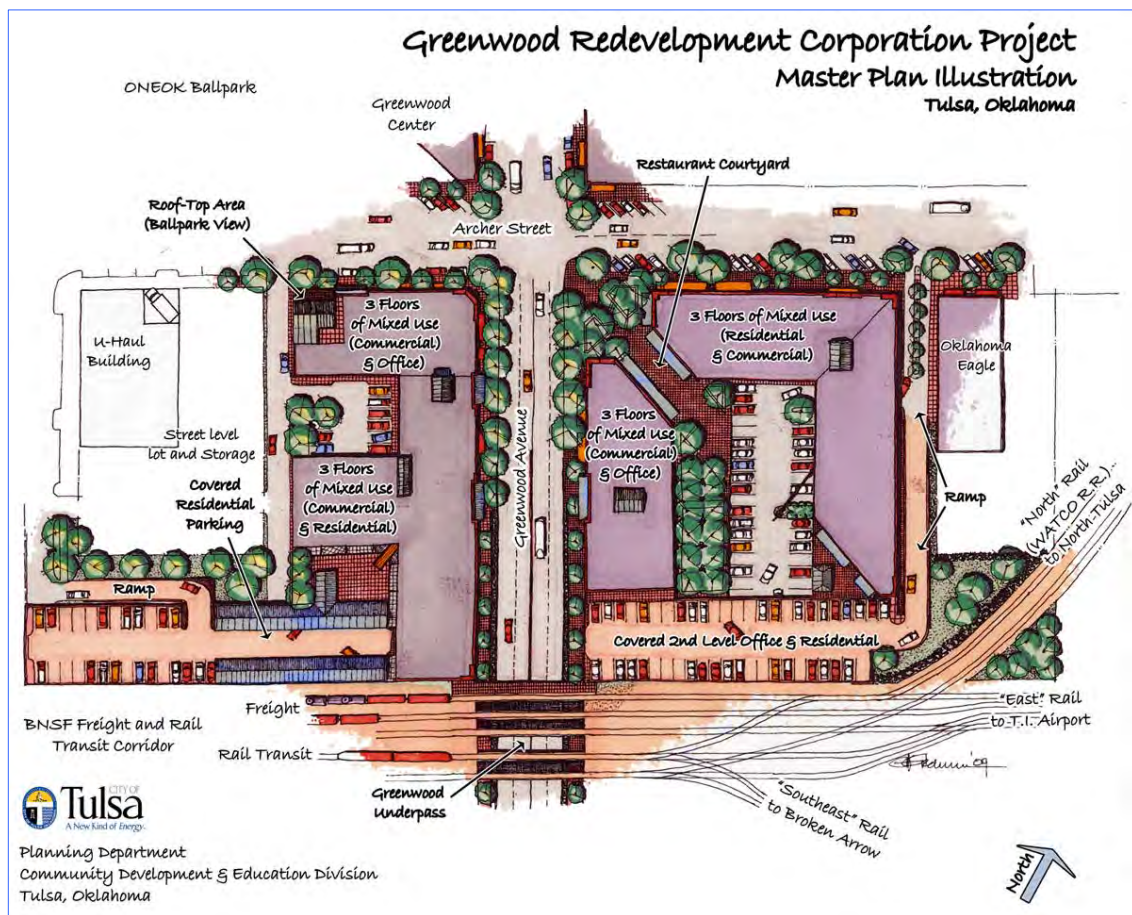 Greenwood Redevelopment Corporation Project
Master Plan Illustration
Tulsa, Oklahoma
ONEOK Ballpark
Greenwood
Center
Restaurant Courtyard
Roof-Top Area
(Ballpark View)
Archer Street
3 Floors
of Mixed Use
(Commercial)
& Office)
3 Floors of Mixed Use
(Residential
& Commercial)
U-Haul
Building
Oklahoma
Eagle
Greenwood Avenue
3 Floors
of Mixed Use
(Commercial)
& Office)
Street level
lot and Storage
3 Floors
of Mixed Use
(Commercial)
& Residential)
Covered
Residential
Parking
Ramp
"North" Rail
(WATCO R.R.)...
to North-Tulsa
Ramp
Covered 2nd Level Office & Residential
Freight
BNSF Freight and Rail
Transit Corridor
Rail Transit
"East" Rail
to T.I. Airport
Greenwood
Underpass
"Southeast" Rail
to Broken Arrow
'09
CITY OF
Tulsa
A New Kind of Energy.
Planning Department
Community Development & Education Division
Tulsa, Oklahoma
North